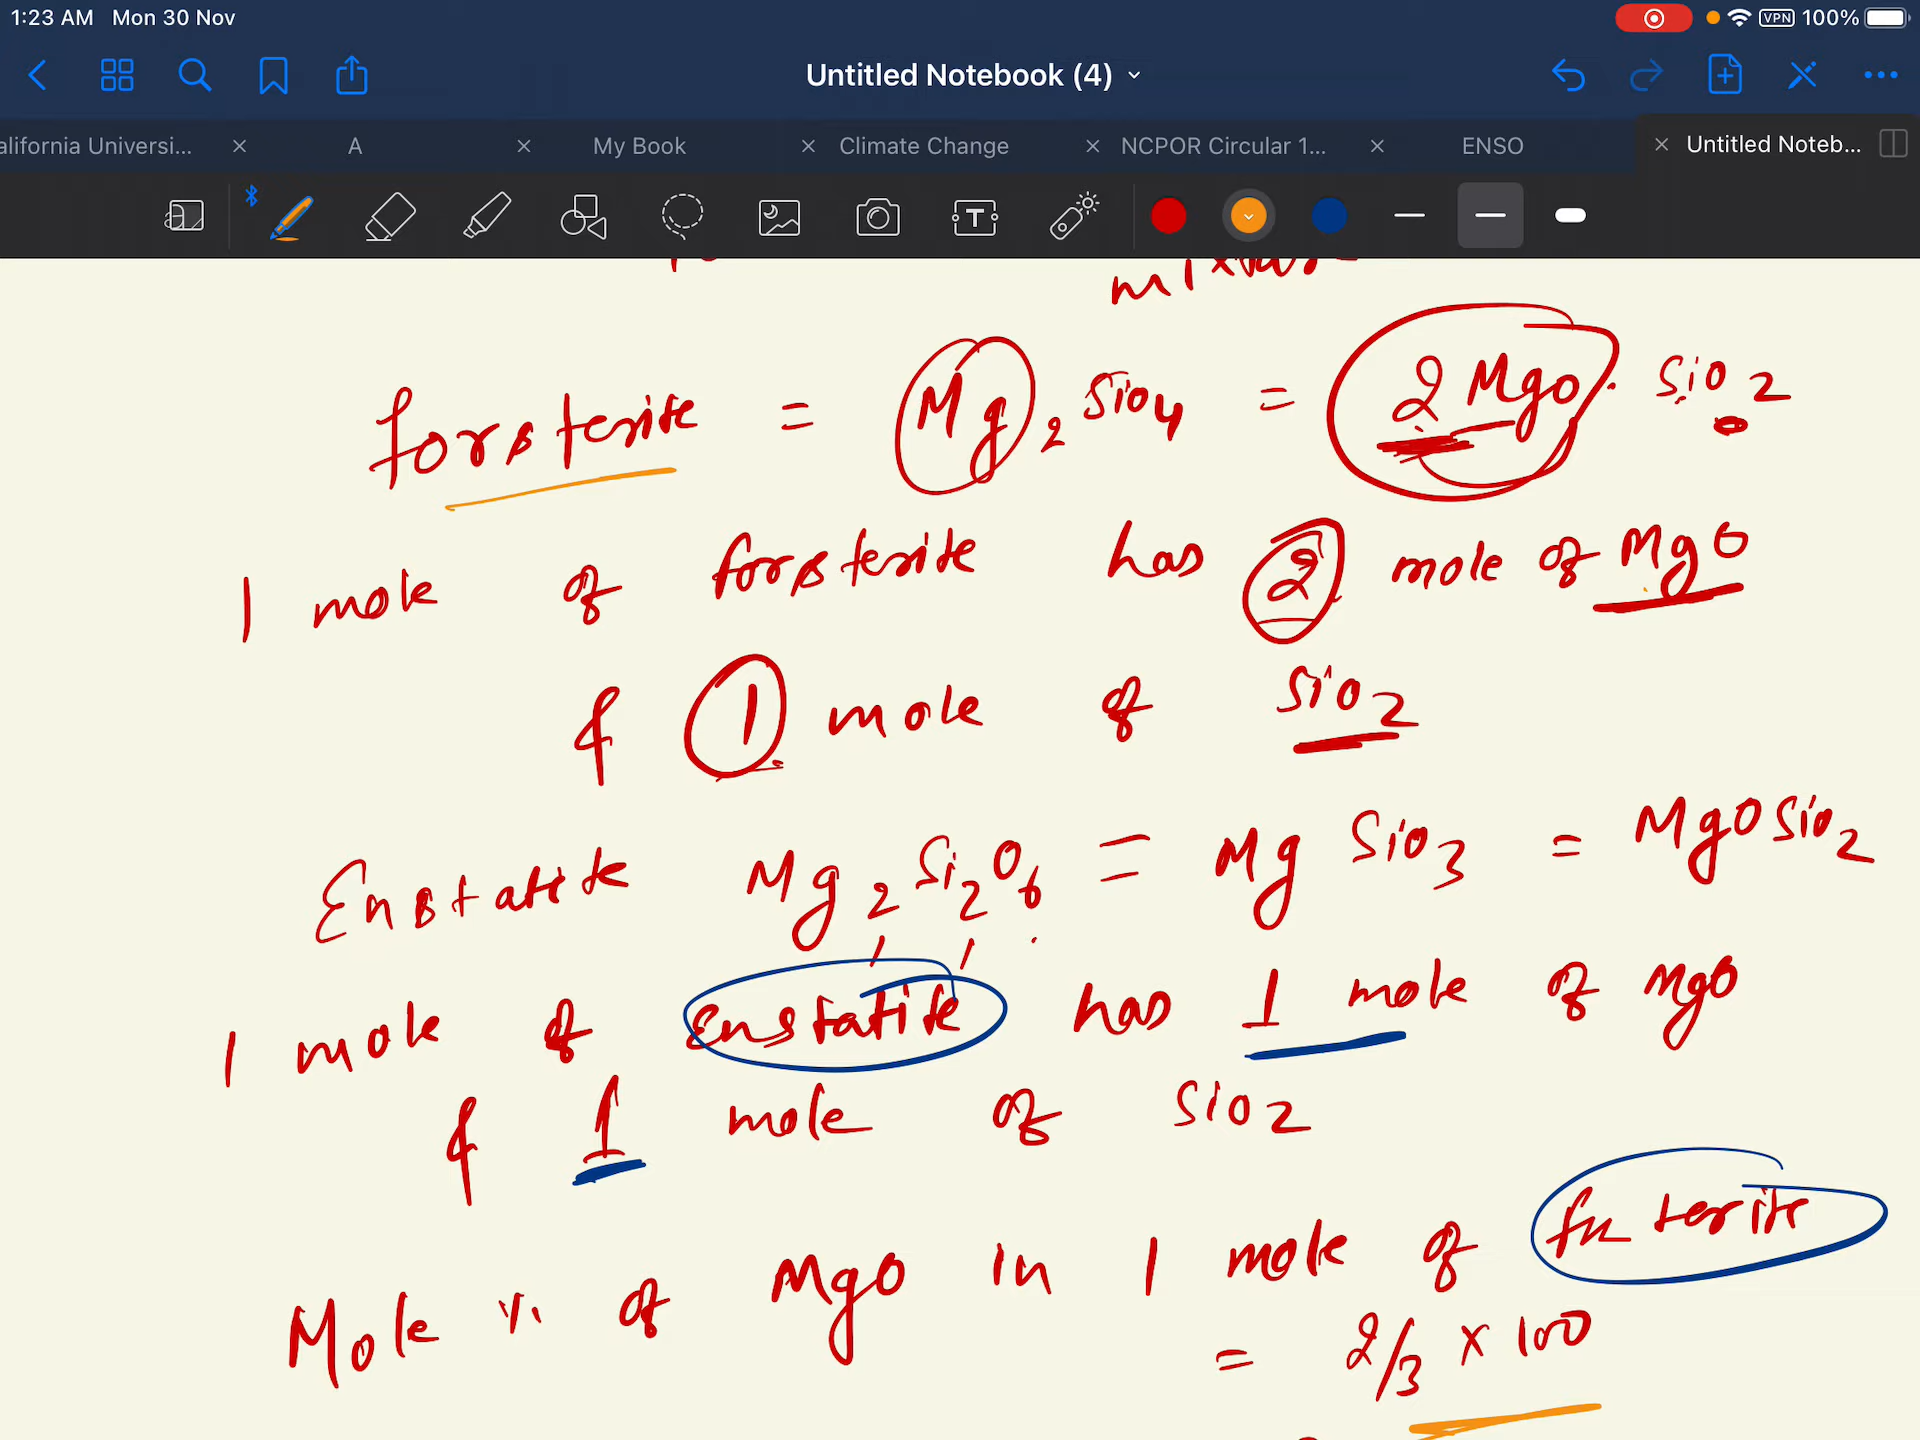 1:23 AM Mon 30 Nov VPN 100%
Untitled Notebook (4)
alifornia Universi... A My Book Climate Change NCPOR Circular 1... ENSO Untitled Noteb...
T
mixture
forsterite = Mg2SiO4 = 2MgO. SiO2
1 mole of forsterite has 2 mole of MgO
& 1 mole of SiO2
Enstatite Mg2Si2O6 = MgSiO3 = MgOSiO2
1 mole of Enstatite has 1 mole of MgO
& 1 mole of SiO2
Mole % of MgO in 1 mole of
= 2/3 x 100